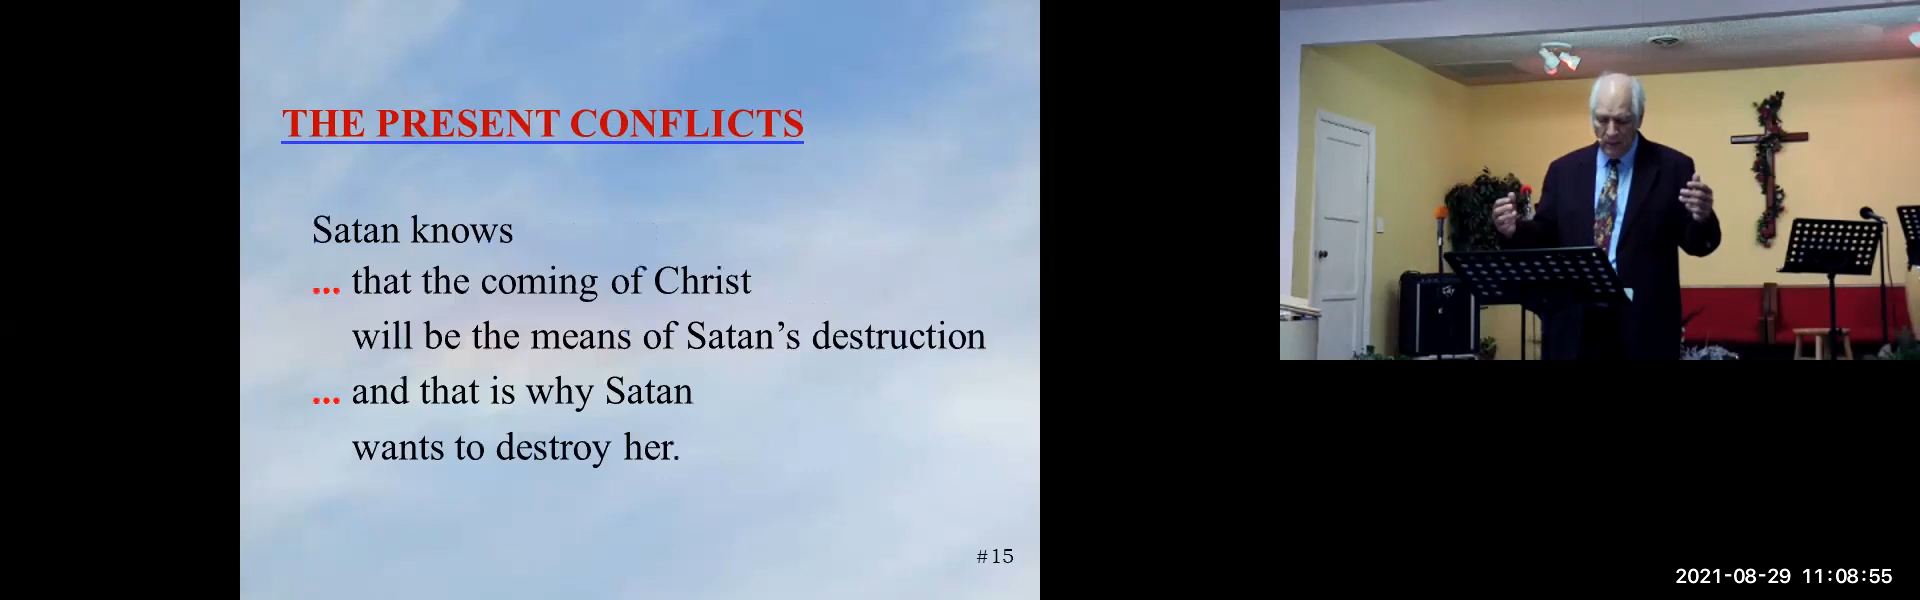 THE PRESENT CONFLICTS
Satan knows
... that the coming of Christ
will be the means of Satan’s destruction
... and that is why Satan
wants to destroy her.
#15
2021-08-29 11:08:55